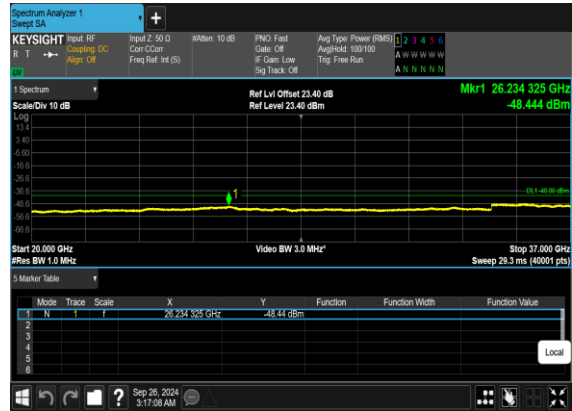 Spectrum Analyzer 1
Swept SA
+
KEYSIGHT Input: RF Input Z: 50 Ω #Atten: 10 dB PNO: Fast Avg Type: Power (RMS) 1 2 3 4 5 6
R T Coupling: DC Corr CCorr Gate: Off Avg|Hold: 100/100 A W W W W W
Align: Off Freq Ref: Int (S) IF Gain: Low Trig: Free Run
Sig Track: Off A N N N N N
1 Spectrum
Ref Lvl Offset 23.40 dB Mkr1 26.234 325 GHz
Scale/Div 10 dB Ref Level 23.40 dBm -48.444 dBm
Log
13.4
3.40
-6.60
-16.6
-26.6
-36.6
DL1 -40.00 dBm
1
-46.6
-56.6
-66.6
Start 20.000 GHz Video BW 3.0 MHz* Stop 37.000 GHz
#Res BW 1.0 MHz Sweep 29.3 ms (40001 pts)
5 Marker Table
Mode Trace Scale X Y Function Function Width Function Value
1 N 1 f 26.234 325 GHz -48.44 dBm
2
3
4
5
6
Local
? Sep 26, 2024
3:17:08 AM